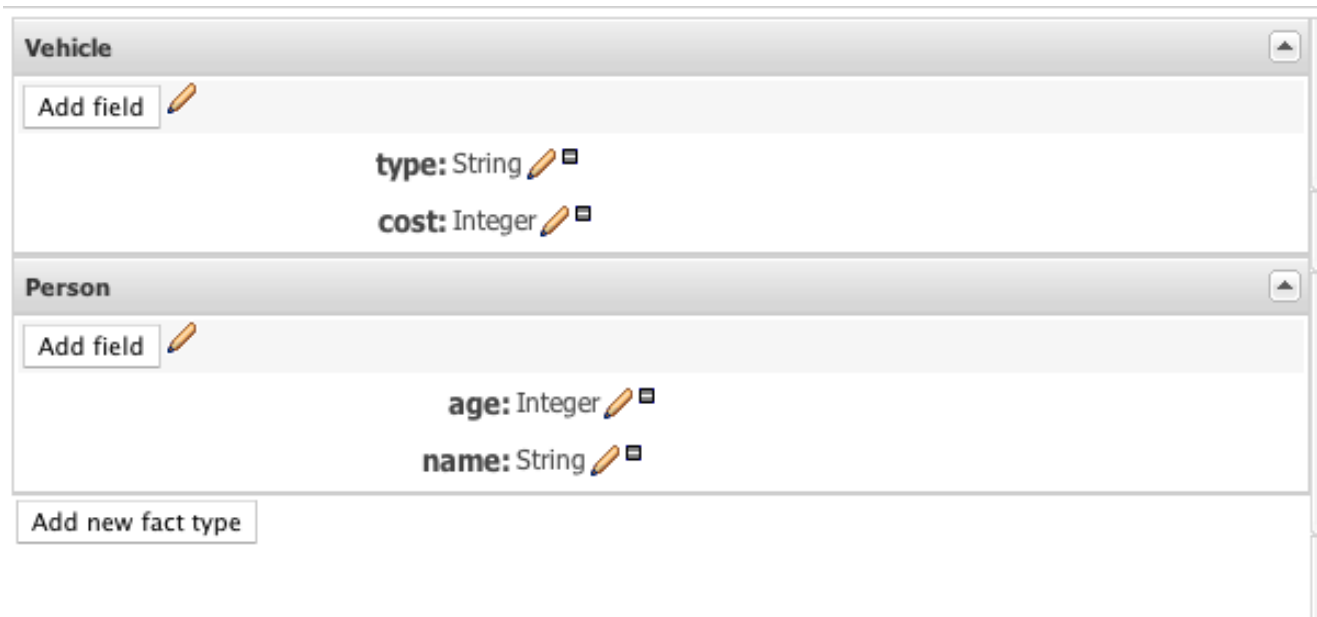 Vehicle
Add field
type: String
cost: Integer
Person
Add field
age: Integer
name: String
Add new fact type